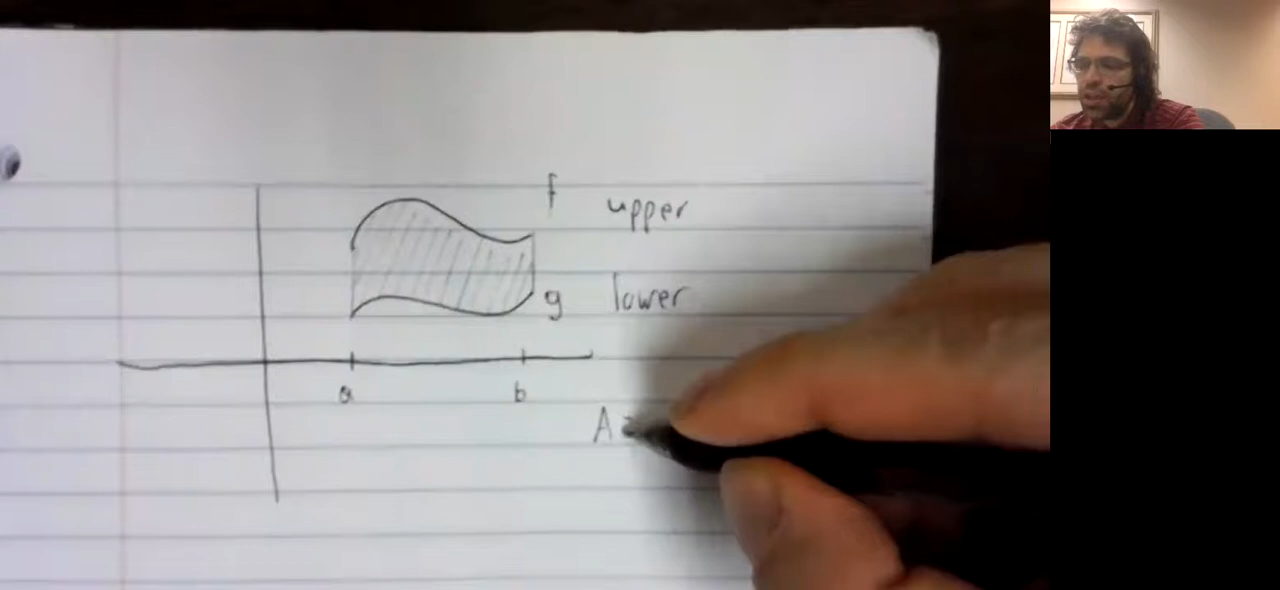 f upper
g lower
a b
A =